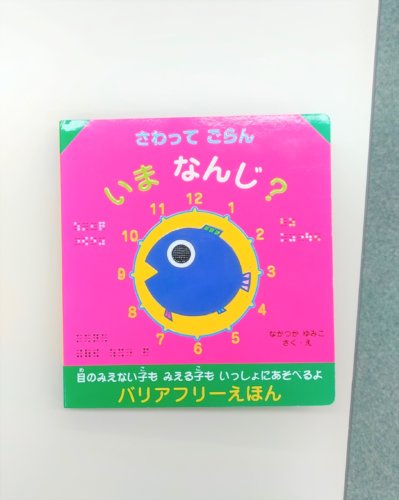 さわって ごらん
いま なんじ?
11 12 1
10 2
9 3
8 4
7 6 5
ながつか ゆみこ
さく・え
目のみえない子も みえる子も いっしょにあそべるよ
バリアフリーえほん